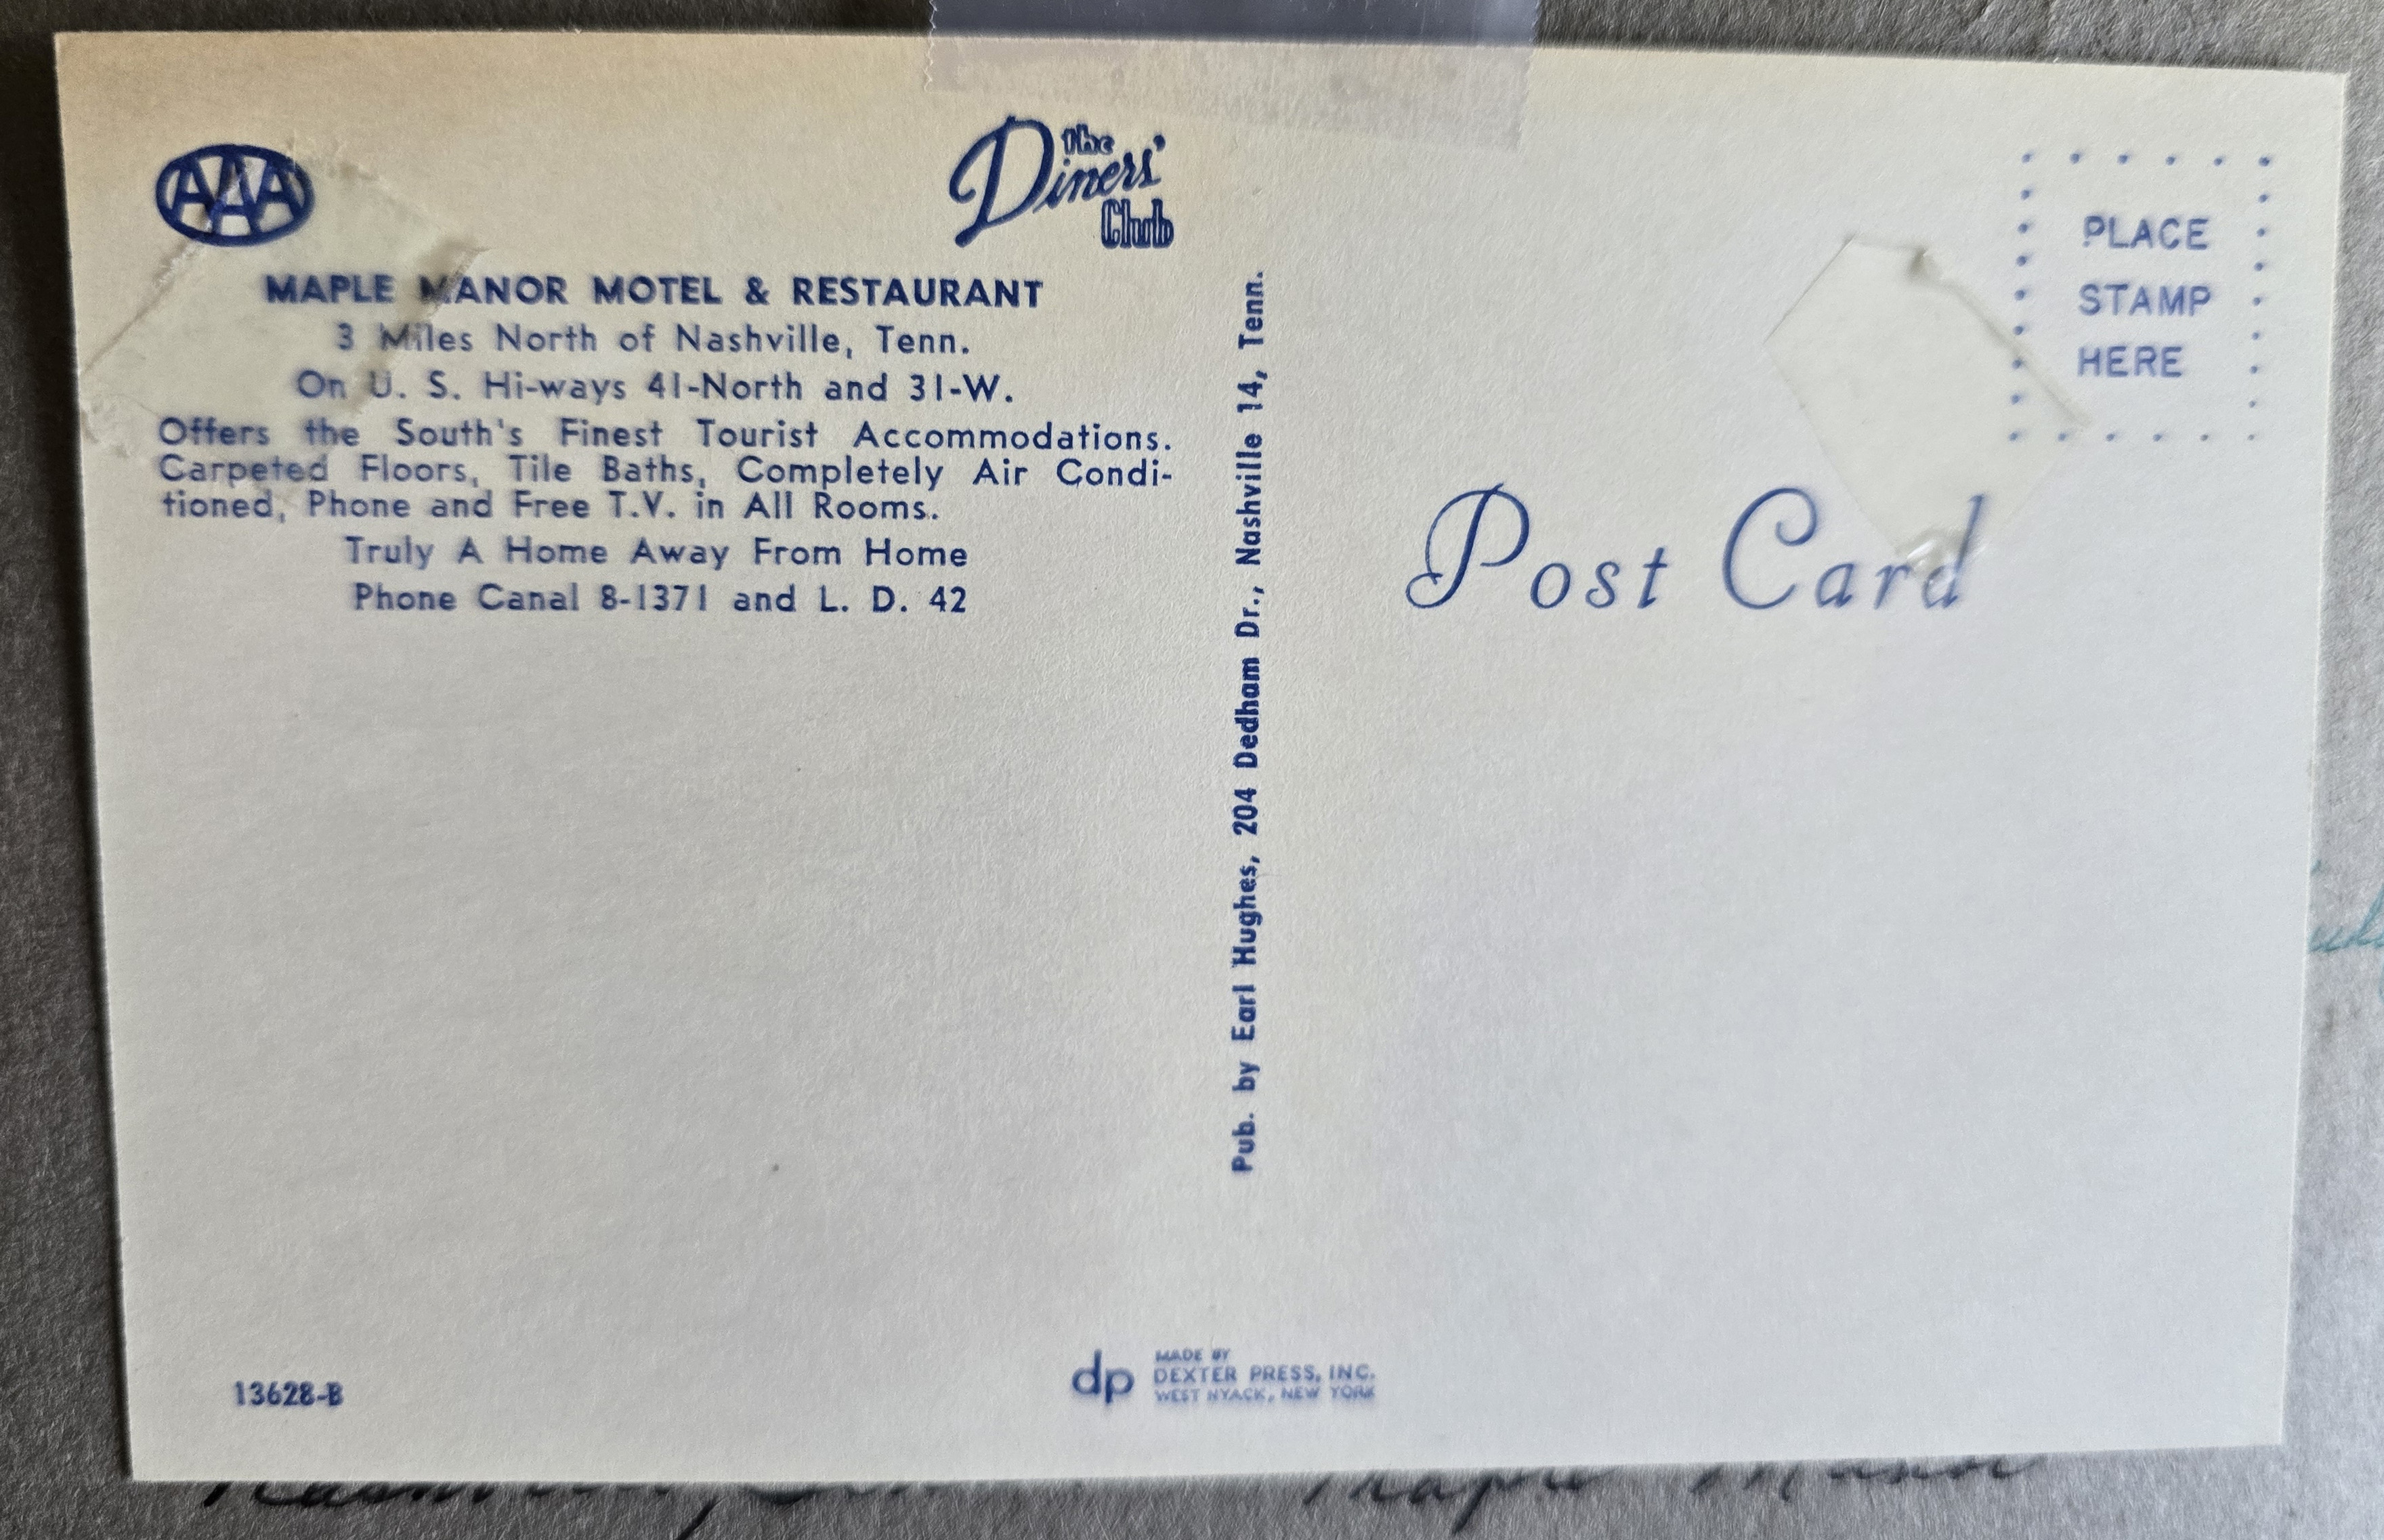 AAA
the
Diners'
Club
MAPLE MANOR MOTEL & RESTAURANT
3 Miles North of Nashville, Tenn.
On U. S. Hi-ways 41-North and 31-W.
Offers the South's Finest Tourist Accommodations.
Carpeted Floors, Tile Baths, Completely Air Condi-
tioned, Phone and Free T.V. in All Rooms.
Truly A Home Away From Home
Phone Canal 8-1371 and L. D. 42
13628-B
Pub. by Earl Hughes, 204 Dedham Dr., Nashville 14, Tenn.
dp
MADE BY
DEXTER PRESS, INC.
WEST NYACK, NEW YORK
PLACE
STAMP
HERE
Post Card
Maple Manor